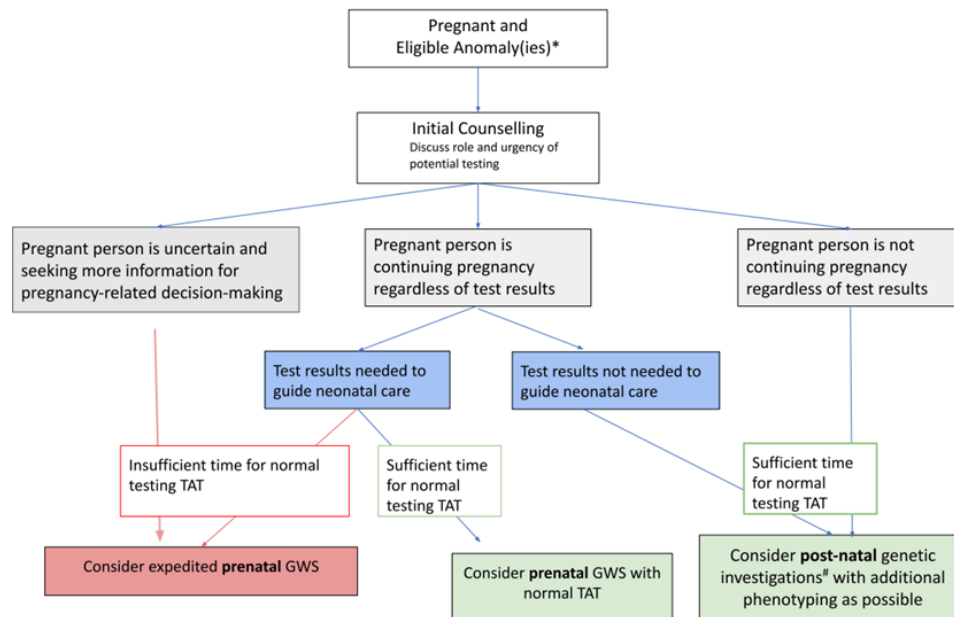 Pregnant and
Eligible Anomaly(ies)*
Initial Counselling
Discuss role and urgency of
potential testing
Pregnant person is uncertain and
seeking more information for
pregnancy-related decision-making
Pregnant person is
continuing pregnancy
regardless of test results
Pregnant person is not
continuing pregnancy
regardless of test results
Test results needed to
guide neonatal care
Test results not needed to
guide neonatal care
Insufficient time for normal
testing TAT
Sufficient time
for normal
testing TAT
Sufficient time
for normal
testing TAT
Consider expedited prenatal GWS
Consider prenatal GWS with
normal TAT
Consider post-natal genetic
investigations# with additional
phenotyping as possible